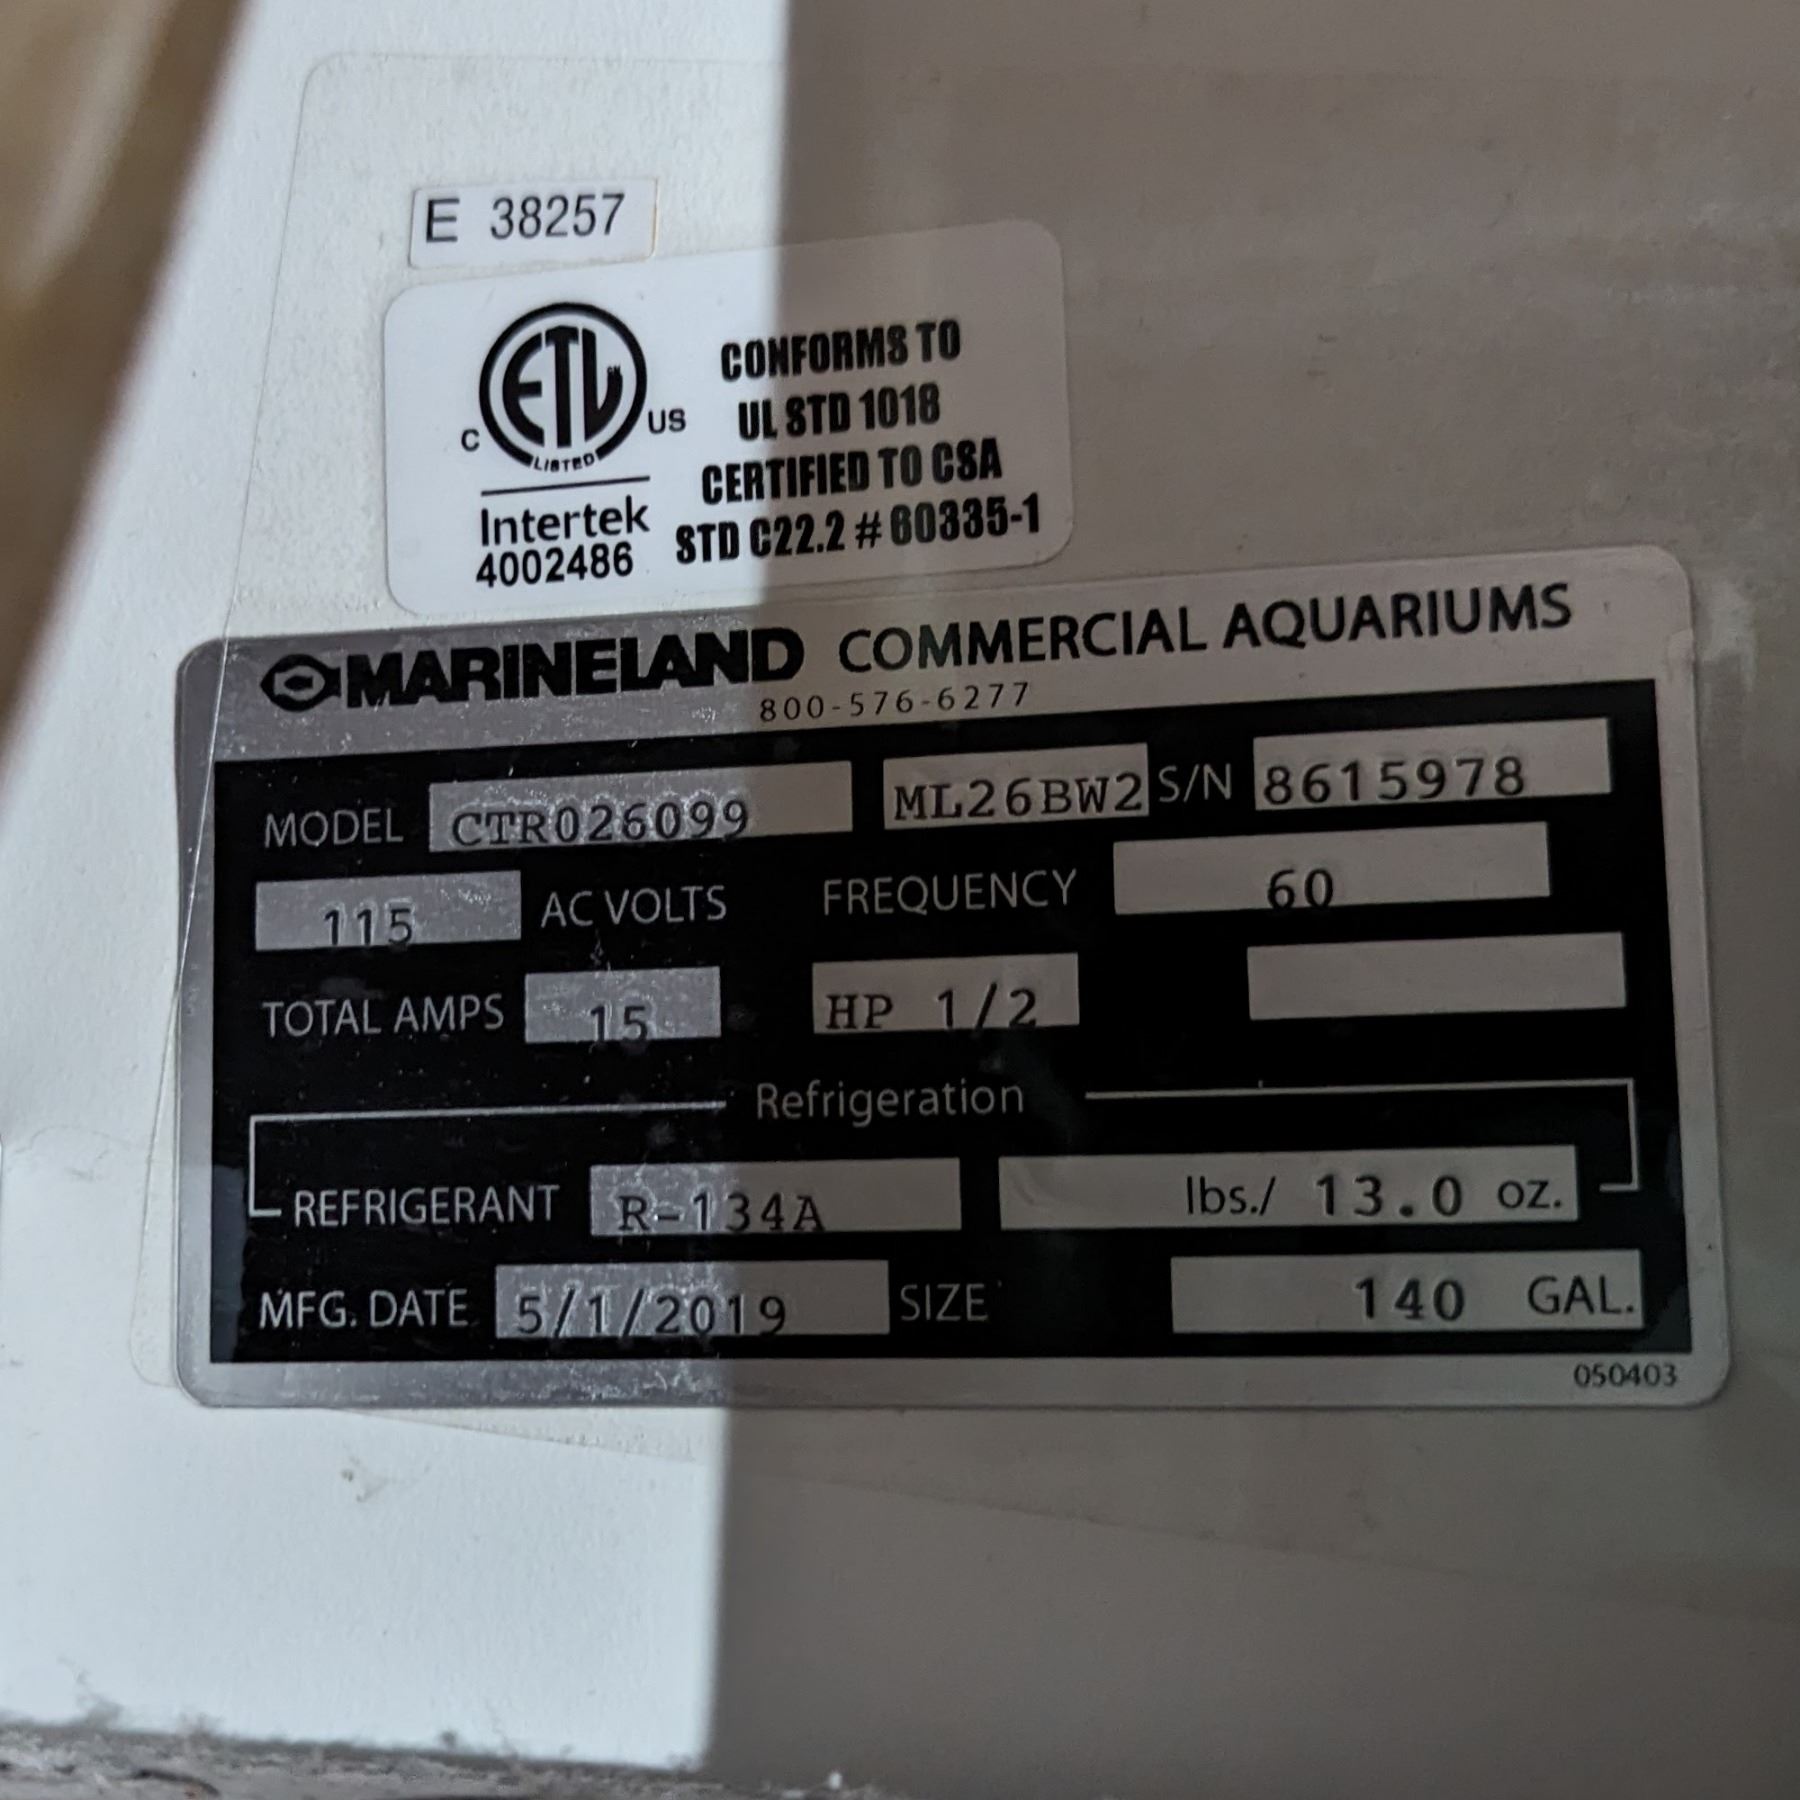 E 38257
ETL CM
C US
LISTED
Intertek
4002486
CONFORMS TO
UL STD 1018
CERTIFIED TO CSA
STD C22.2 # 60335-1
MARINELAND COMMERCIAL AQUARIUMS
800-576-6277
MODEL CTR026099 ML26BW2 S/N 8615978
115 AC VOLTS FREQUENCY 60
TOTAL AMPS 15 HP 1/2
Refrigeration
REFRIGERANT R-134A lbs./ 13.0 oz.
MFG. DATE 5/1/2019 SIZE 140 GAL.
050403